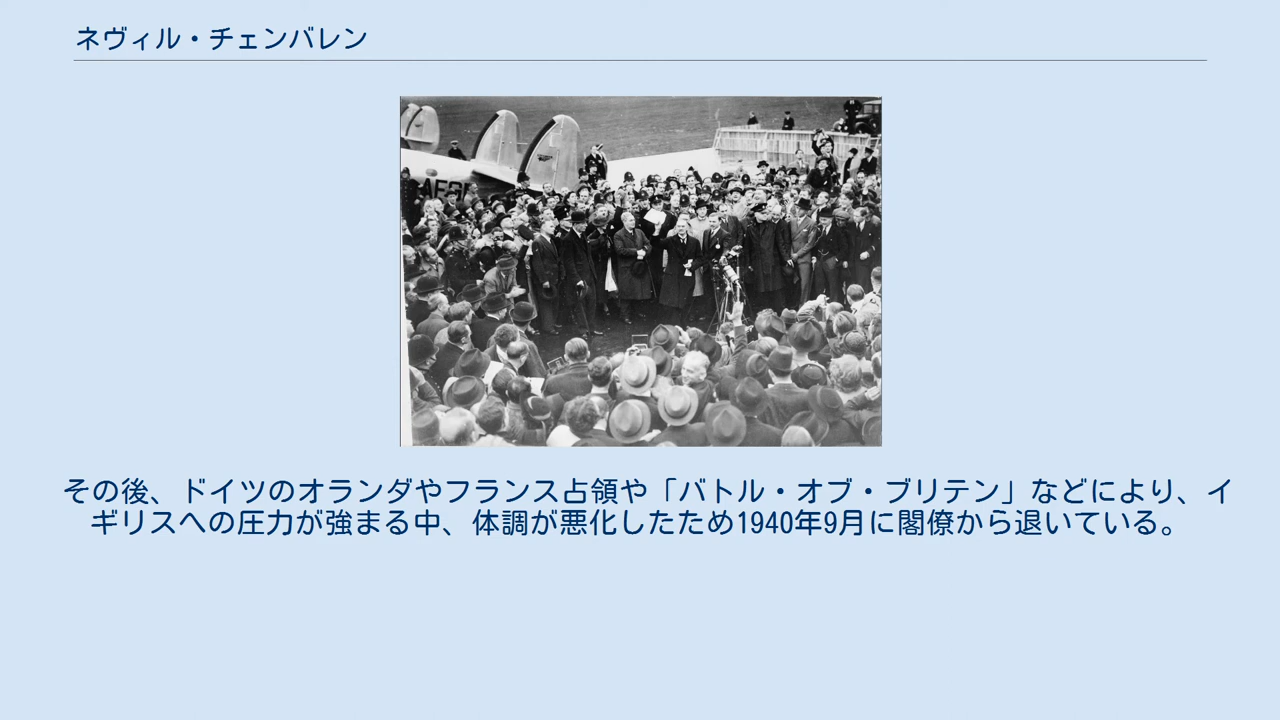 ネヴィル・チェンバレン
AFG
その後、ドイツのオランダやフランス占領や「バトル・オブ・ブリテン」などにより、イ
ギリスへの圧力が強まる中、体調が悪化したため1940年9月に閣僚から退いている。